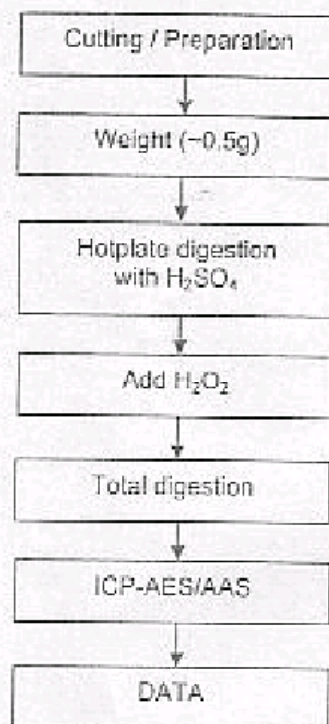 Cutting / Preparation
Weight (~0.5g)
Hotplate digestion
with H₂SO₄
Add H₂O₂
Total digestion
ICP-AES/AAS
DATA